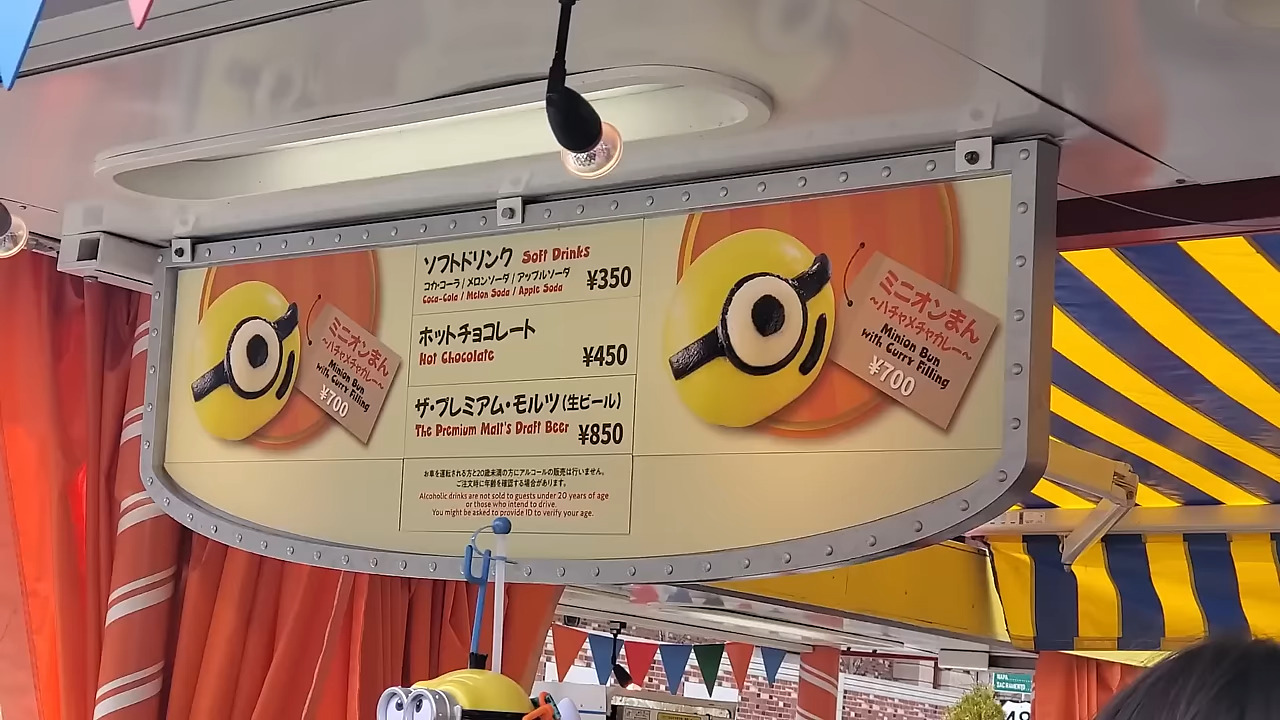 ミニオンまん
～ハチャメチャカレー～
Minion Bun
with Curry Filling
¥700
ソフトドリンク Soft Drinks
コカ・コーラ / メロンソーダ / アップルソーダ
Coca-Cola / Melon Soda / Apple Soda
¥350
ホットチョコレート
Hot Chocolate
¥450
ザ・プレミアム・モルツ(生ビール)
The Premium Malt's Draft Beer
¥850
お車を運転される方と20歳未満の方にアルコールの販売は行いません。
ご注文時に年齢を確認する場合があります。
Alcoholic drinks are not sold to guests under 20 years of age
or those who intend to drive.
You might be asked to provide ID to verify your age.
ミニオンまん
～ハチャメチャカレー～
Minion Bun
with Curry Filling
¥700
NAPA
SACRAMENTO